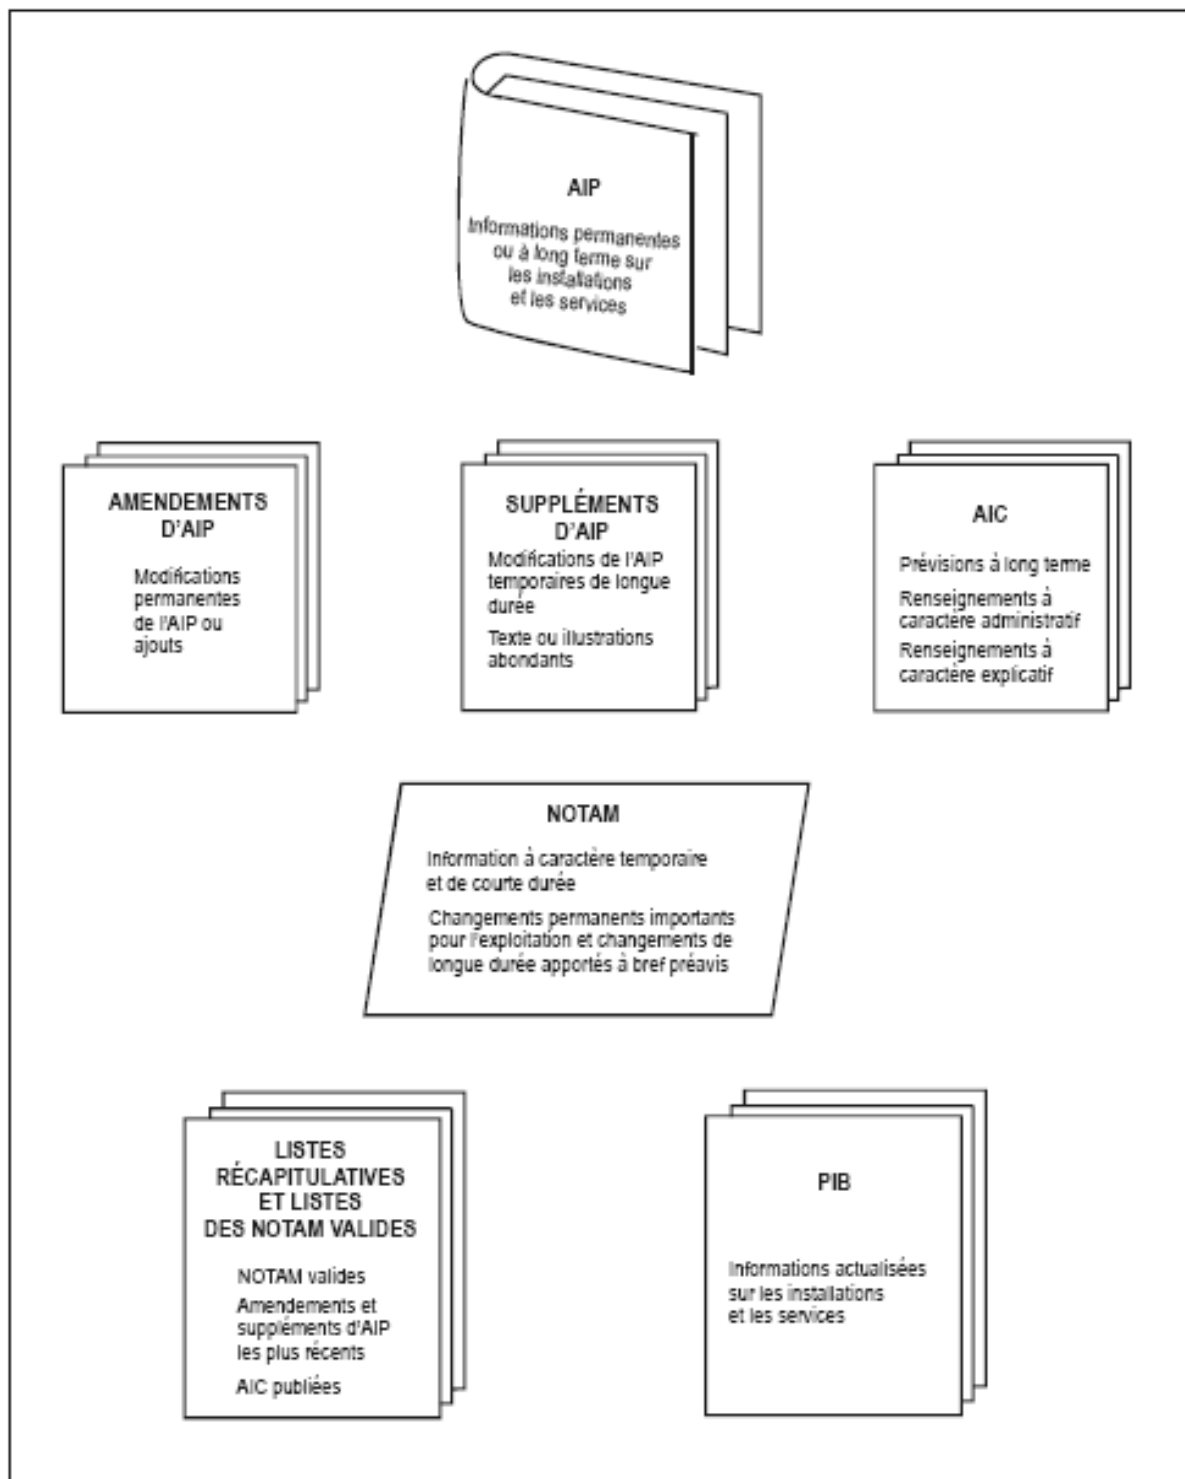 AIP
Informations permanentes
ou à long terme sur
les installations
et les services
AMENDEMENTS
D'AIP
Modifications
permanentes
de l'AIP ou
ajouts
SUPPLÉMENTS
D'AIP
Modifications de l'AIP
temporaires de longue
durée
Texte ou illustrations
abondants
AIC
Prévisions à long terme
Renseignements à
caractère administratif
Renseignements à
caractère explicatif
NOTAM
Information à caractère temporaire
et de courte durée
Changements permanents importants
pour l'exploitation et changements de
longue durée apportés à bref préavis
LISTES
RÉCAPITULATIVES
ET LISTES
DES NOTAM VALIDES
NOTAM valides
Amendements et
suppléments d'AIP
les plus récents
AIC publiées
PIB
Informations actualisées
sur les installations
et les services